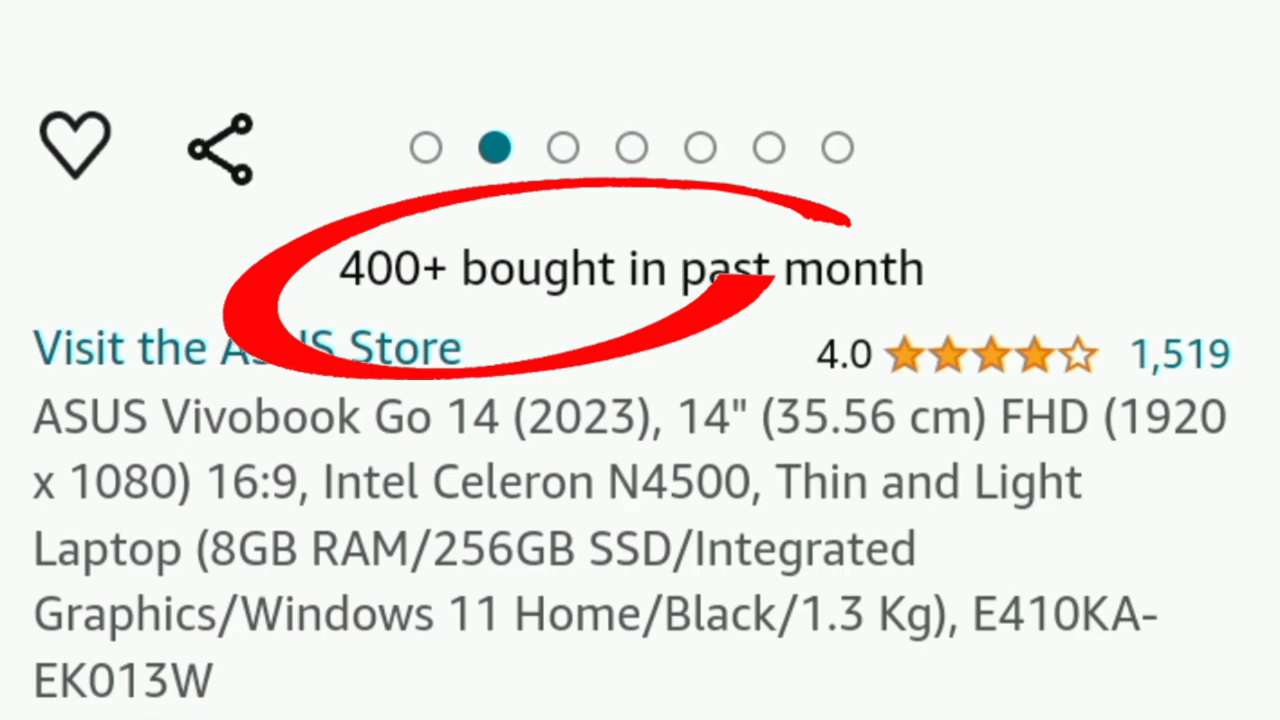 400+ bought in past month
Visit the ASUS Store
4.0 1,519
ASUS Vivobook Go 14 (2023), 14" (35.56 cm) FHD (1920
x 1080) 16:9, Intel Celeron N4500, Thin and Light
Laptop (8GB RAM/256GB SSD/Integrated
Graphics/Windows 11 Home/Black/1.3 Kg), E410KA-
EK013W